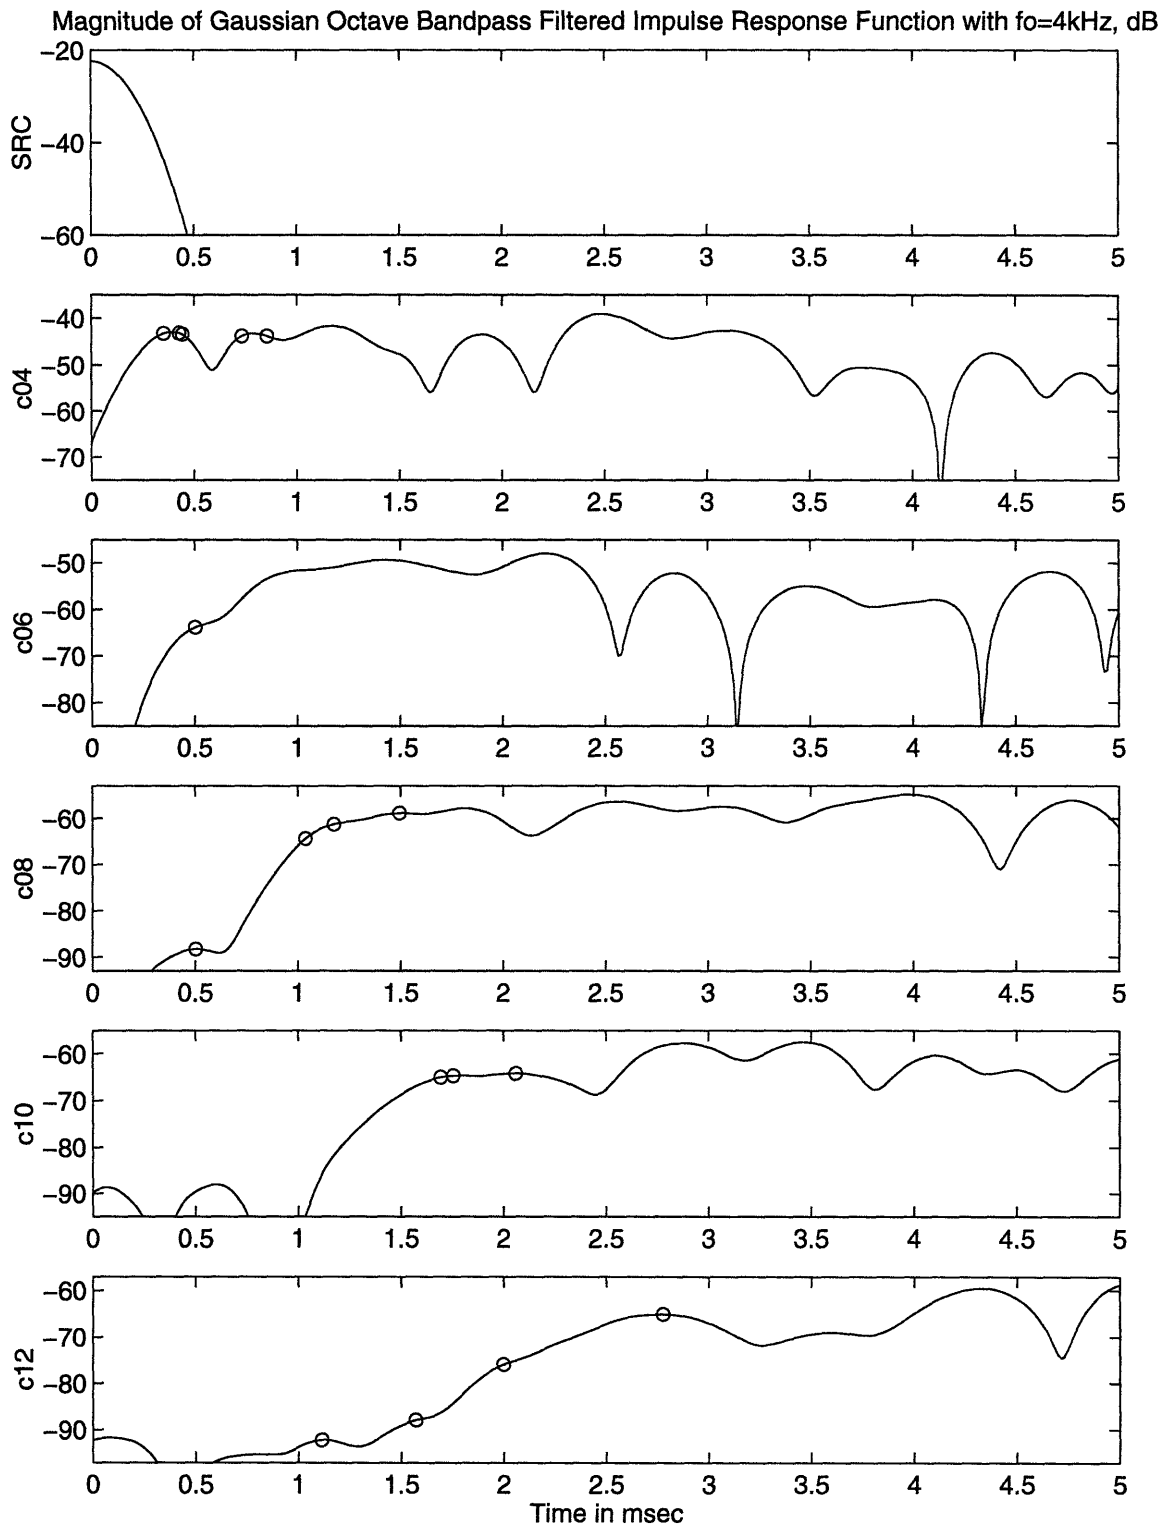 Magnitude of Gaussian Octave Bandpass Filtered Impulse Response Function with fo=4kHz, dB
SRC
−20
−40
−60
0 0.5 1 1.5 2 2.5 3 3.5 4 4.5 5
c04
−40
−50
−60
−70
0 0.5 1 1.5 2 2.5 3 3.5 4 4.5 5
c06
−50
−60
−70
−80
0 0.5 1 1.5 2 2.5 3 3.5 4 4.5 5
c08
−60
−70
−80
−90
0 0.5 1 1.5 2 2.5 3 3.5 4 4.5 5
c10
−60
−70
−80
−90
0 0.5 1 1.5 2 2.5 3 3.5 4 4.5 5
c12
−60
−70
−80
−90
0 0.5 1 1.5 2 2.5 3 3.5 4 4.5 5
Time in msec